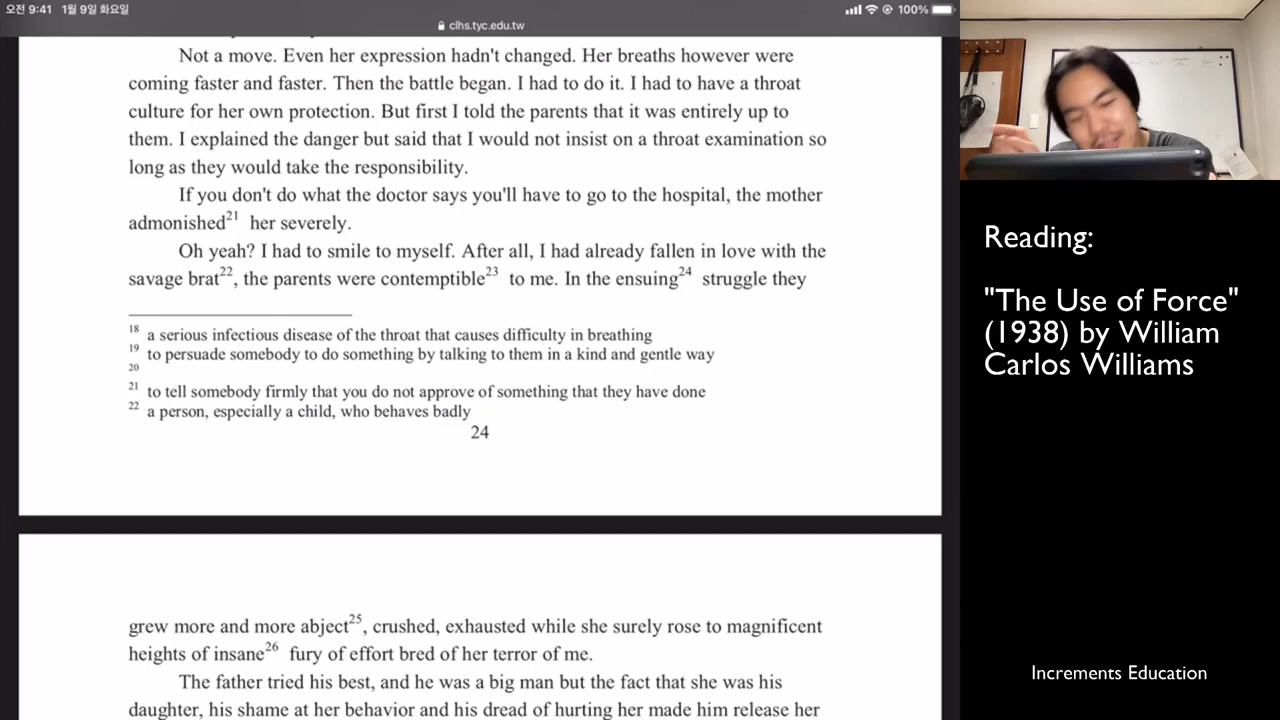 오전 9:41 1월 9일 화요일
100%
clhs.tyc.edu.tw
Not a move. Even her expression hadn't changed. Her breaths however were
coming faster and faster. Then the battle began. I had to do it. I had to have a throat
culture for her own protection. But first I told the parents that it was entirely up to
them. I explained the danger but said that I would not insist on a throat examination so
long as they would take the responsibility.
If you don't do what the doctor says you'll have to go to the hospital, the mother
admonished21 her severely.
Oh yeah? I had to smile to myself. After all, I had already fallen in love with the
savage brat22, the parents were contemptible23 to me. In the ensuing24 struggle they
18 a serious infectious disease of the throat that causes difficulty in breathing
19 to persuade somebody to do something by talking to them in a kind and gentle way
20
21 to tell somebody firmly that you do not approve of something that they have done
22 a person, especially a child, who behaves badly
24
grew more and more abject25, crushed, exhausted while she surely rose to magnificent
heights of insane26 fury of effort bred of her terror of me.
The father tried his best, and he was a big man but the fact that she was his
daughter, his shame at her behavior and his dread of hurting her made him release her
Reading:
"The Use of Force"
(1938) by William
Carlos Williams
Increments Education